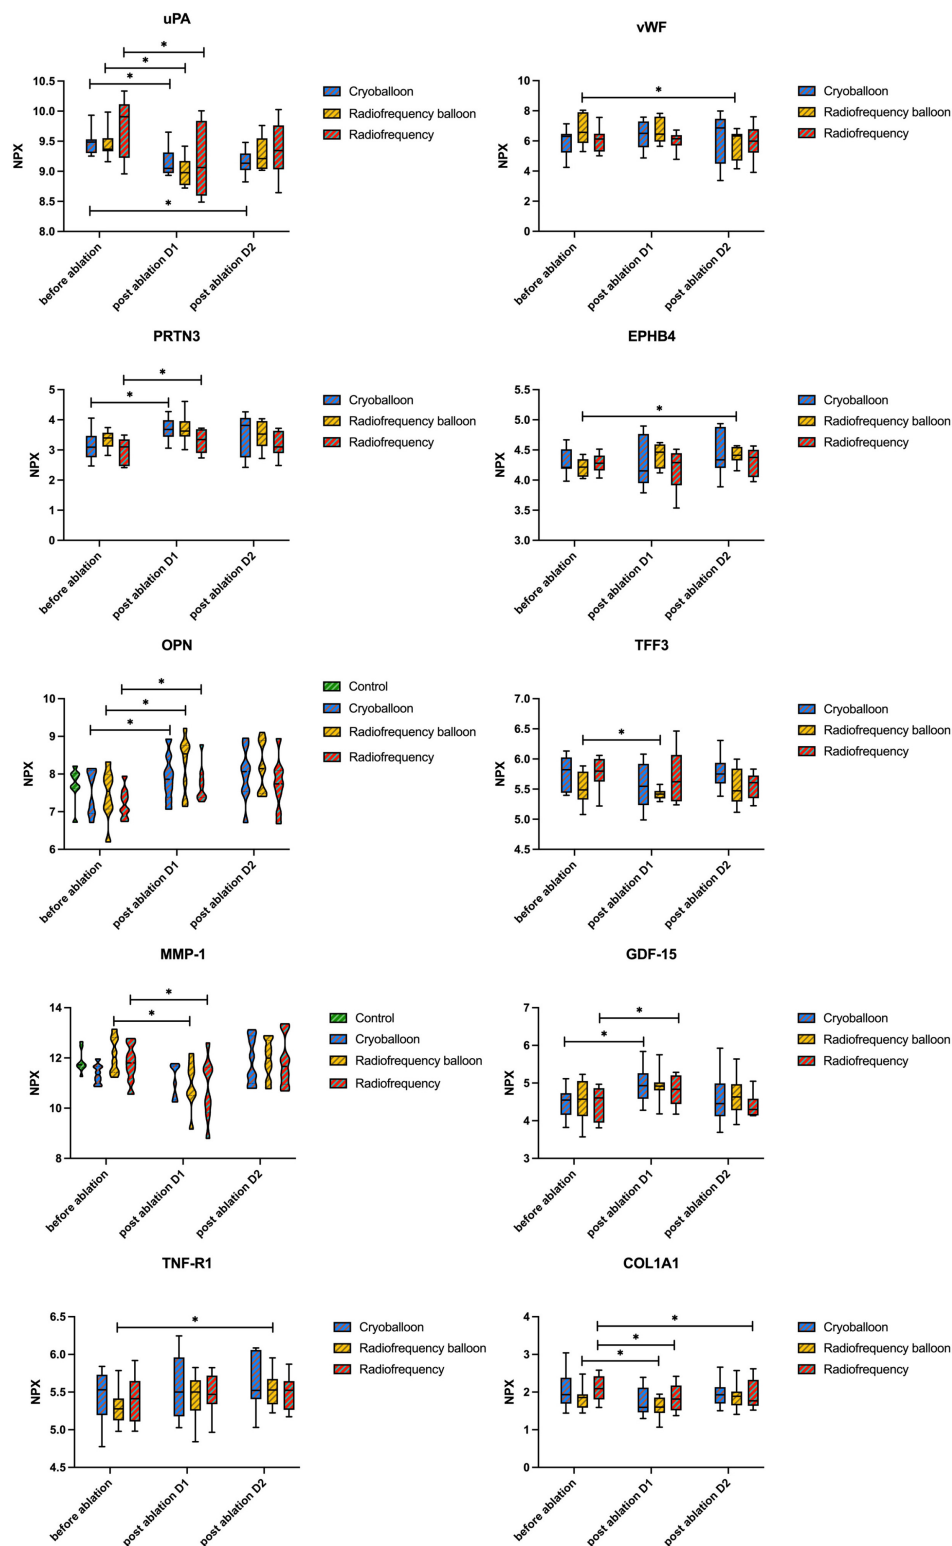 uPA
*
*
*
10.5
10.0
9.5
9.0
8.5
8.0
NPX
*
before ablation
post ablation D1
post ablation D2
Cryoballoon
Radiofrequency balloon
Radiofrequency
vWF
*
10
8
6
4
2
0
NPX
before ablation
post ablation D1
post ablation D2
Cryoballoon
Radiofrequency balloon
Radiofrequency
PRTN3
*
*
5
4
3
2
1
0
NPX
before ablation
post ablation D1
post ablation D2
Cryoballoon
Radiofrequency balloon
Radiofrequency
EPHB4
*
5.5
5.0
4.5
4.0
3.5
3.0
NPX
before ablation
post ablation D1
post ablation D2
Cryoballoon
Radiofrequency balloon
Radiofrequency
OPN
*
*
*
10
9
8
7
6
NPX
before ablation
post ablation D1
post ablation D2
Control
Cryoballoon
Radiofrequency balloon
Radiofrequency
TFF3
*
7.0
6.5
6.0
5.5
5.0
4.5
NPX
before ablation
post ablation D1
post ablation D2
Cryoballoon
Radiofrequency balloon
Radiofrequency
MMP-1
*
*
14
12
10
8
NPX
before ablation
post ablation D1
post ablation D2
Control
Cryoballoon
Radiofrequency balloon
Radiofrequency
GDF-15
*
*
7
6
5
4
3
NPX
before ablation
post ablation D1
post ablation D2
Cryoballoon
Radiofrequency balloon
Radiofrequency
TNF-R1
*
6.5
6.0
5.5
5.0
4.5
NPX
before ablation
post ablation D1
post ablation D2
Cryoballoon
Radiofrequency balloon
Radiofrequency
COL1A1
*
*
*
4
3
2
1
0
NPX
before ablation
post ablation D1
post ablation D2
Cryoballoon
Radiofrequency balloon
Radiofrequency